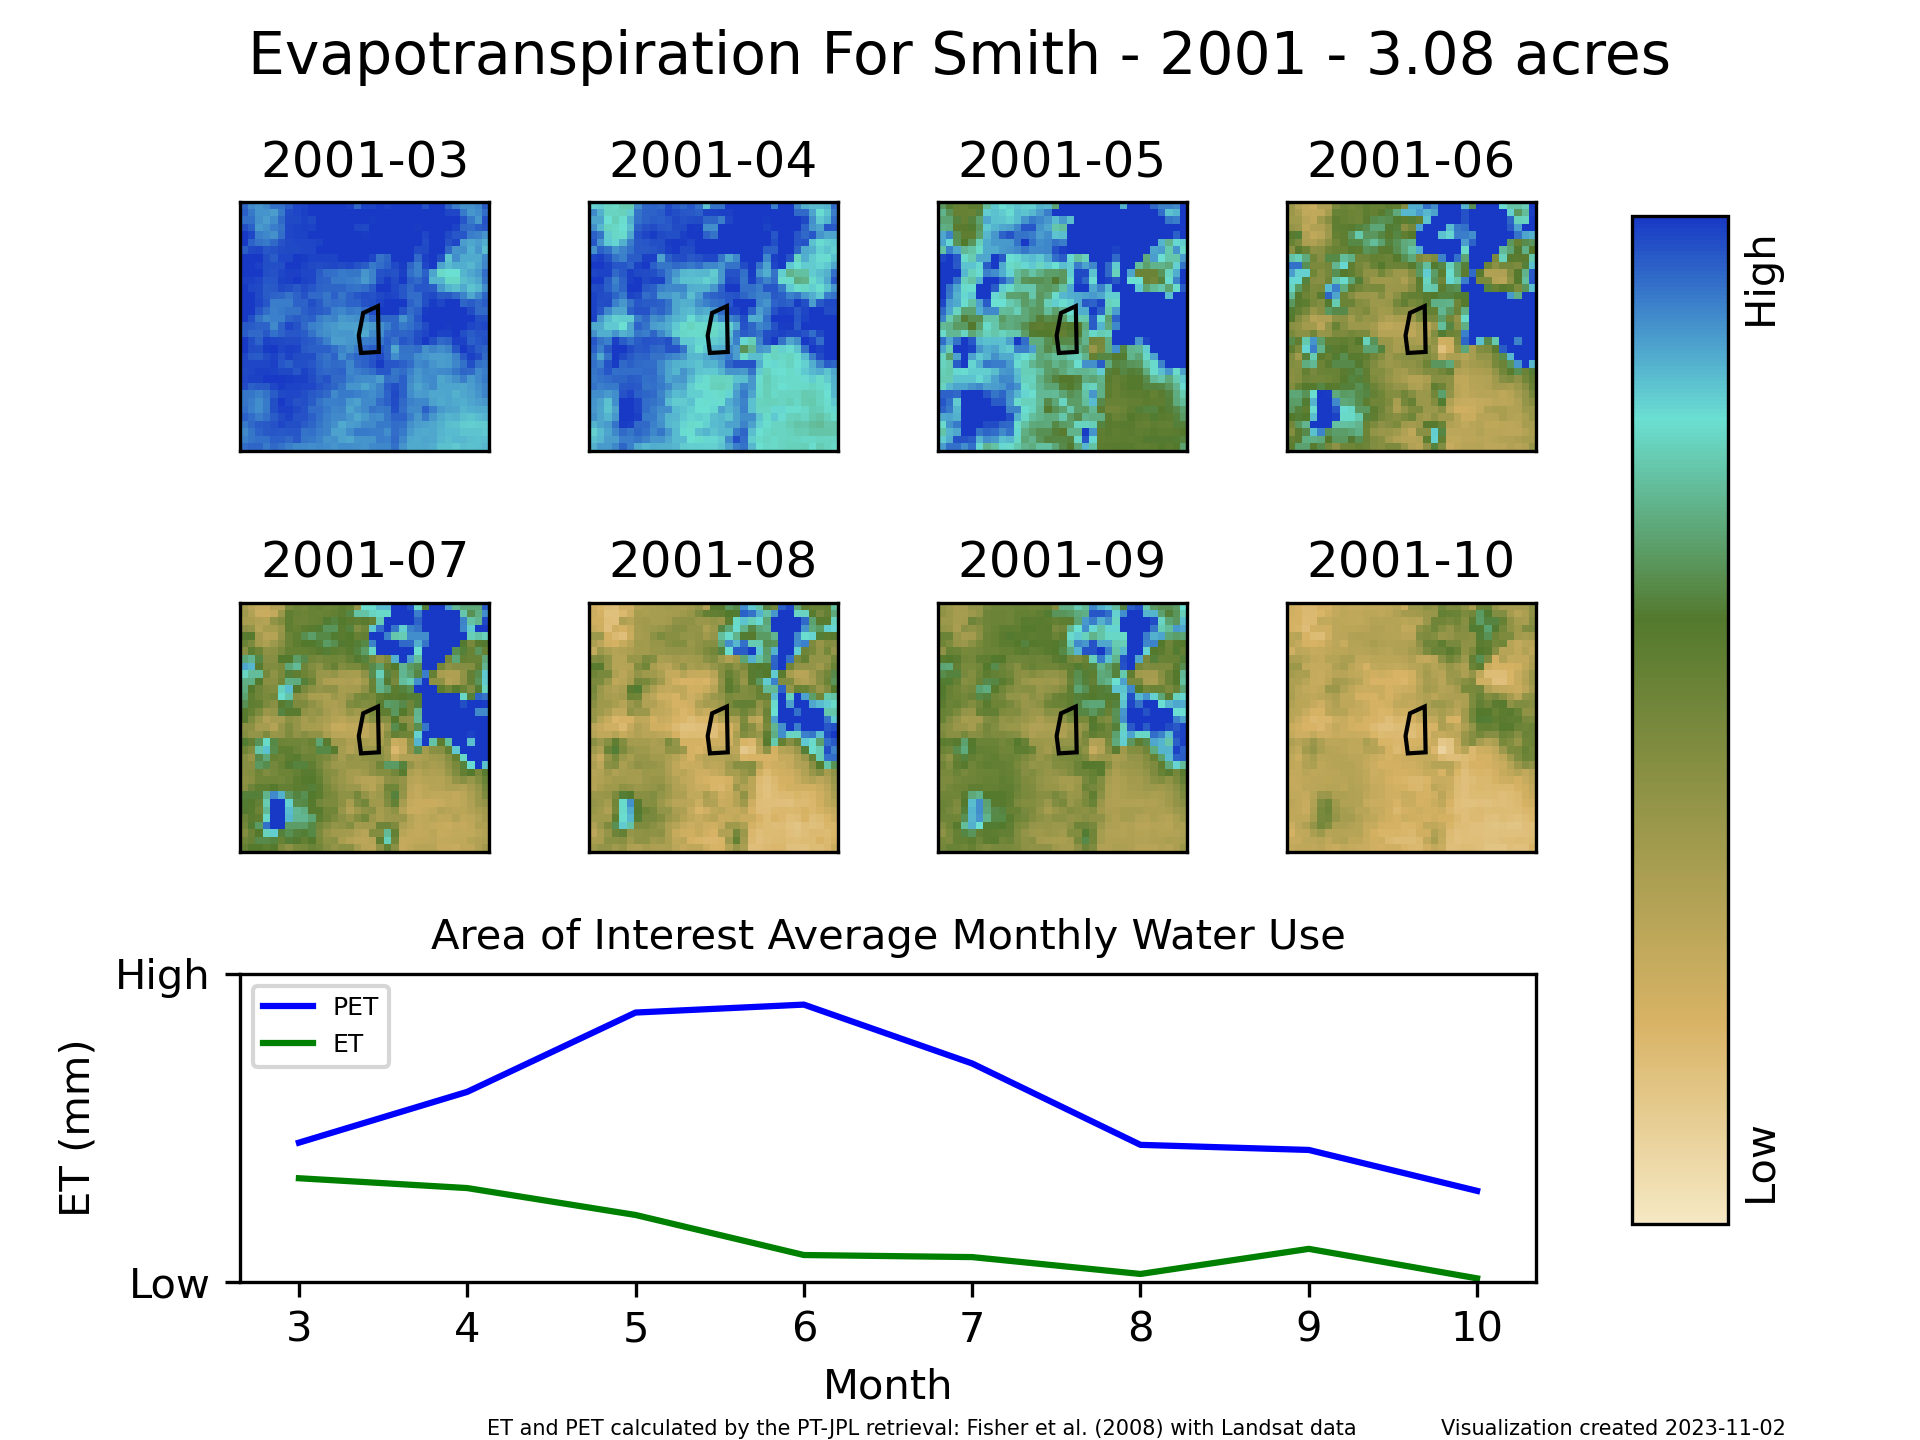 Evapotranspiration For Smith - 2001 - 3.08 acres
2001-03 2001-04 2001-05 2001-06
High
2001-07 2001-08 2001-09 2001-10
Low
Area of Interest Average Monthly Water Use
High
PET
ET
ET (mm)
Low
3 4 5 6 7 8 9 10
Month
ET and PET calculated by the PT-JPL retrieval: Fisher et al. (2008) with Landsat data Visualization created 2023-11-02